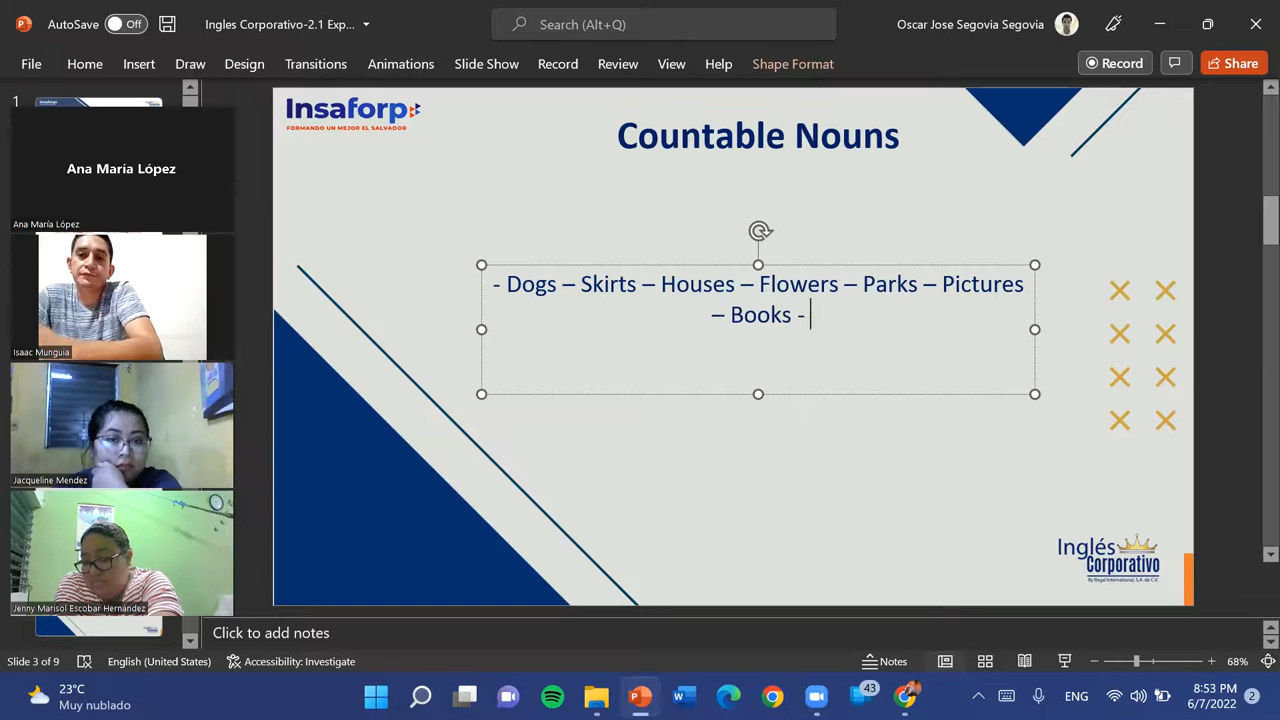 AutoSave Off Ingles Corporativo-2.1 Exp... Search (Alt+Q) Oscar Jose Segovia Segovia
File Home Insert Draw Design Transitions Animations Slide Show Record Review View Help Shape Format Record Share
1
Insaforp
FORMANDO UN MEJOR EL SALVADOR
Countable Nouns
Ana María López
Ana María López
- Dogs – Skirts – Houses – Flowers – Parks – Pictures
– Books -
Isaac Munguia
Jacqueline Mendez
Jenny Marisol Escobar Hernández
Inglés
Corporativo
By Regal International, S.A. de C.V.
Click to add notes
Slide 3 of 9 English (United States) Accessibility: Investigate Notes 68%
23°C
Muy nublado
43
ENG
8:53 PM
6/7/2022
2